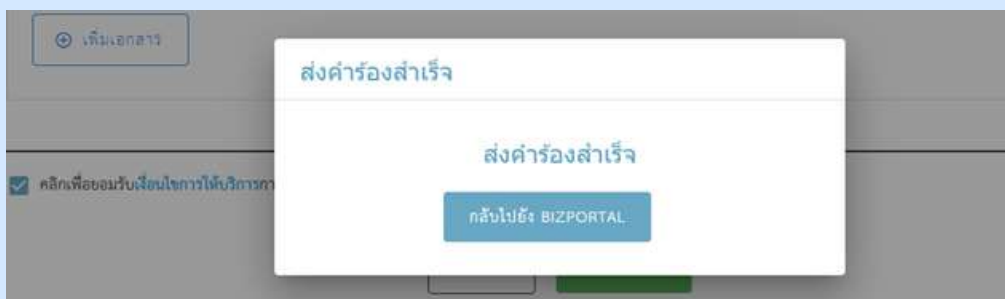 เพิ่มเอกสาร
ส่งคำร้องสำเร็จ
ส่งคำร้องสำเร็จ
คลิกเพื่อยอมรับเงื่อนไขการให้บริการกา
กลับไปยัง BIZPORTAL